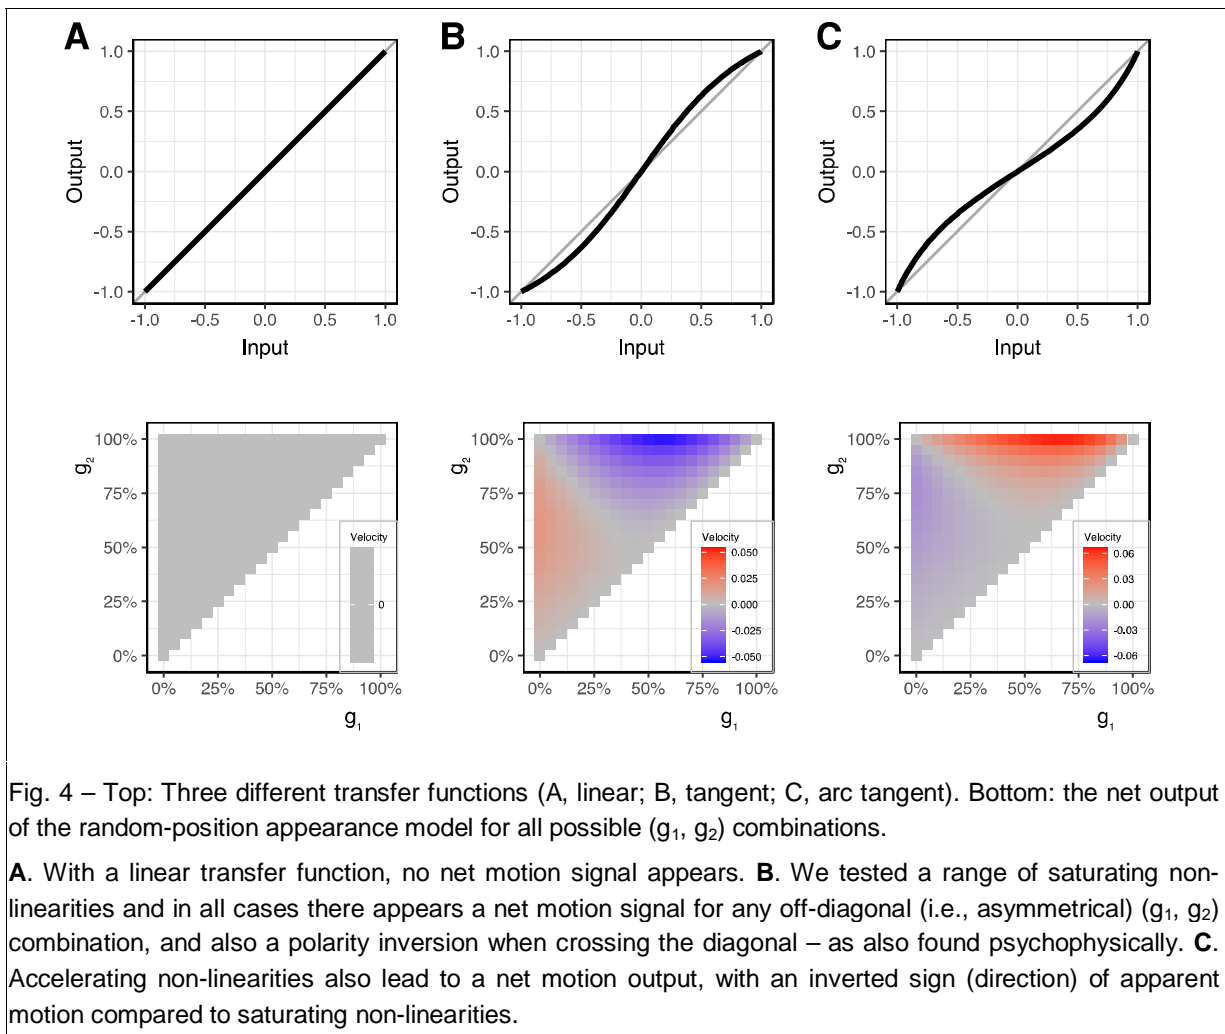 A B C
1.0 1.0 1.0
0.5 0.5 0.5
Output 0.0 Output 0.0 Output 0.0
-0.5 -0.5 -0.5
-1.0 -1.0 -1.0
-1.0 -0.5 0.0 0.5 1.0 -1.0 -0.5 0.0 0.5 1.0 -1.0 -0.5 0.0 0.5 1.0
Input Input Input
100% 100% 100%
g₂ g₂ g₂
75% 75% 75%
Velocity Velocity Velocity
50% 0.050 0.06
50% 0.025 0.03
50% 0 0.000 0.00
25% -0.025 -0.03
25% -0.050 -0.06
25%
0% 0% 0%
0% 25% 50% 75% 100% 0% 25% 50% 75% 100% 0% 25% 50% 75% 100%
g₁ g₁ g₁
Fig. 4 – Top: Three different transfer functions (A, linear; B, tangent; C, arc tangent). Bottom: the net output
of the random-position appearance model for all possible (g₁, g₂) combinations.
A. With a linear transfer function, no net motion signal appears. B. We tested a range of saturating non-
linearities and in all cases there appears a net motion signal for any off-diagonal (i.e., asymmetrical) (g₁, g₂)
combination, and also a polarity inversion when crossing the diagonal – as also found psychophysically. C.
Accelerating non-linearities also lead to a net motion output, with an inverted sign (direction) of apparent
motion compared to saturating non-linearities.